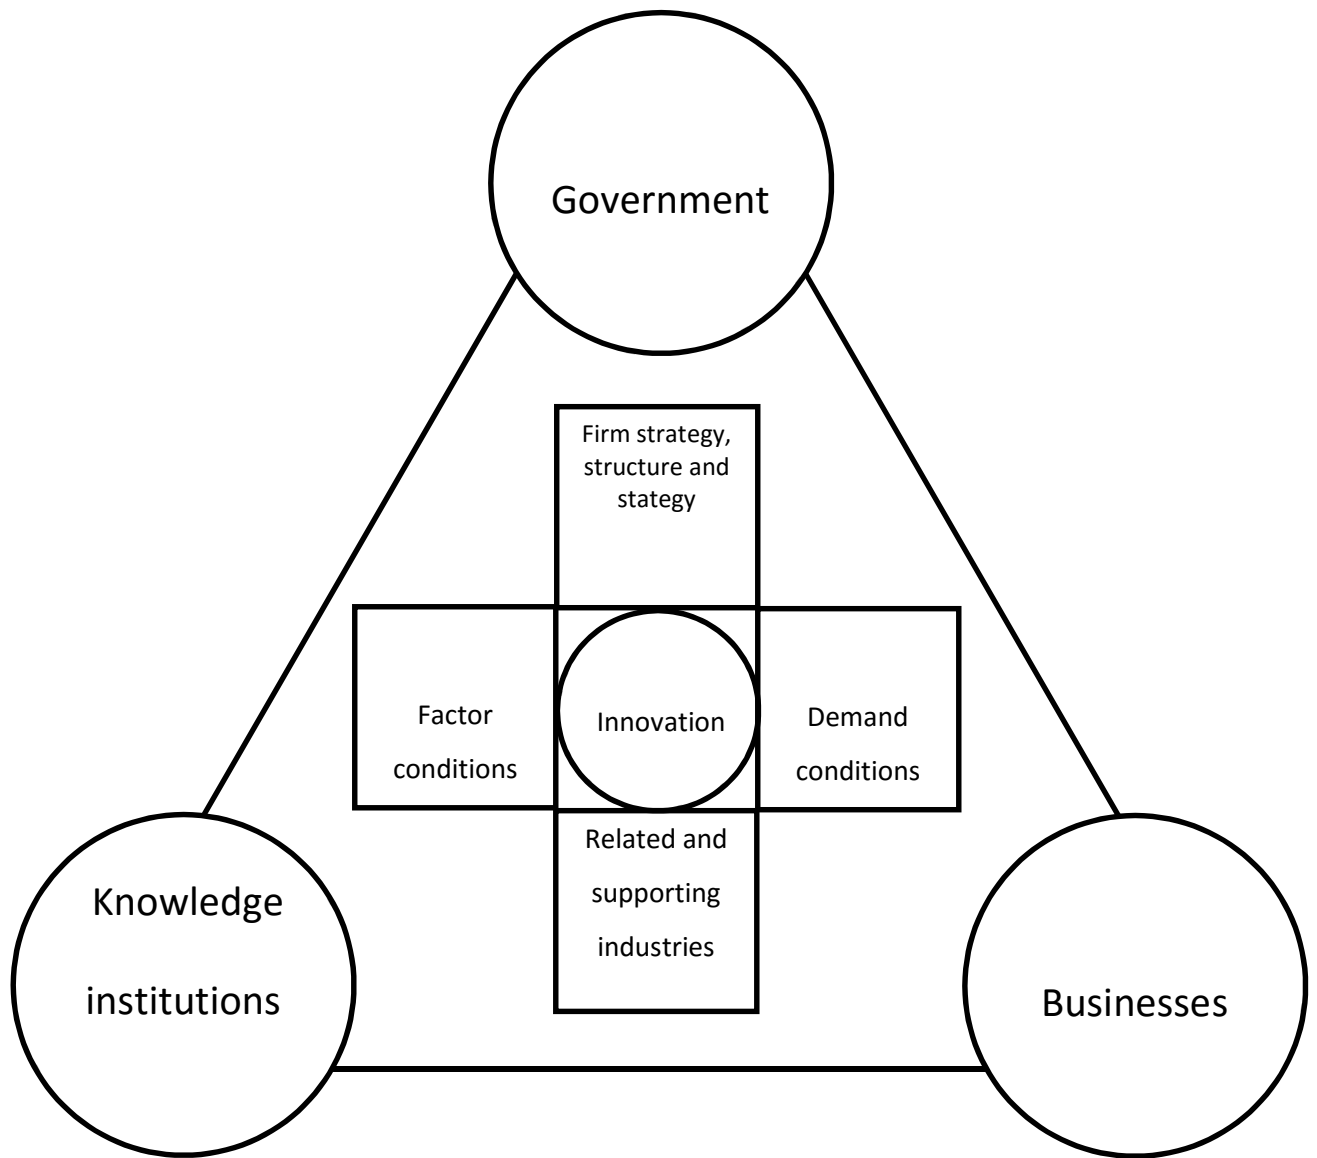 Government
Firm strategy,
structure and
stategy
Factor
conditions
Innovation
Demand
conditions
Related and
supporting
industries
Knowledge
institutions
Businesses